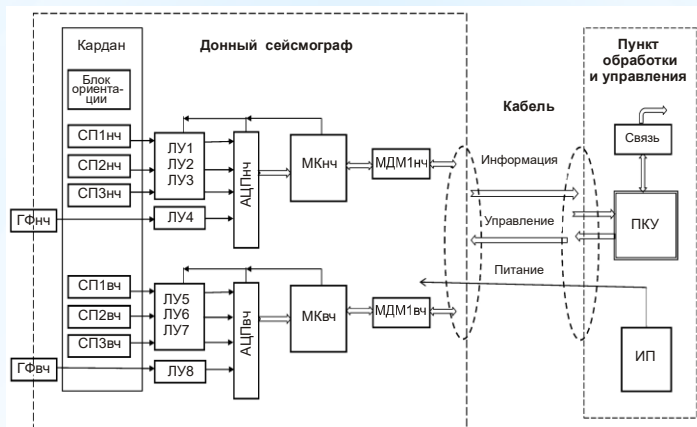 Кардан
Донный сейсмограф
Пункт
обработки
и управления
Кабель
Блок
ориента-
ции
СП1нч
СП2нч
СП3нч
ЛУ1
ЛУ2
ЛУ3
АЦПнч
МКнч
МДМ1нч
Информация
Связь
ГФнч
ЛУ4
Управление
ПКУ
Питание
СП1вч
СП2вч
СП3вч
ЛУ5
ЛУ6
ЛУ7
АЦПвч
МКвч
МДМ1вч
ГФвч
ЛУ8
ИП